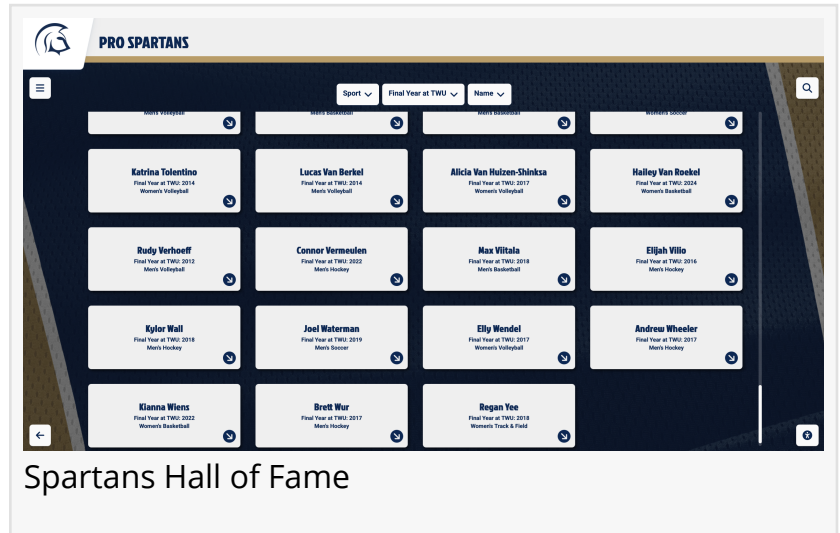 PRO SPARTANS
Sport
Final Year at TWU
Name
Men's Volleyball
Men's Basketball
Men's Basketball
Women's Soccer
Katrina Tolentino
Final Year at TWU: 2014
Women's Volleyball
Lucas Van Berkel
Final Year at TWU: 2014
Men's Volleyball
Alicia Van Huizen-Shinksa
Final Year at TWU: 2017
Women's Volleyball
Hailey Van Roekel
Final Year at TWU: 2024
Women's Basketball
Rudy Verhoeff
Final Year at TWU: 2012
Men's Volleyball
Connor Vermeulen
Final Year at TWU: 2022
Men's Hockey
Max Viitala
Final Year at TWU: 2018
Men's Basketball
Elijah Vilio
Final Year at TWU: 2016
Men's Hockey
Kylor Wall
Final Year at TWU: 2018
Men's Hockey
Joel Waterman
Final Year at TWU: 2019
Men's Soccer
Elly Wendel
Final Year at TWU: 2017
Women's Volleyball
Andrew Wheeler
Final Year at TWU: 2017
Men's Hockey
Kianna Wiens
Final Year at TWU: 2022
Women's Basketball
Brett Wur
Final Year at TWU: 2017
Men's Hockey
Regan Yee
Final Year at TWU: 2018
Women's Track & Field
Spartans Hall of Fame